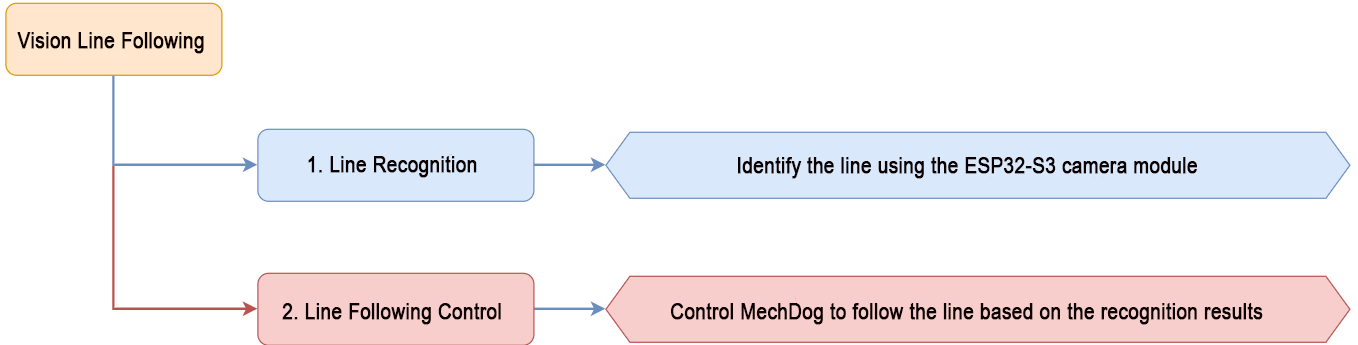 Vision Line Following
1. Line Recognition
Identify the line using the ESP32-S3 camera module
2. Line Following Control
Control MechDog to follow the line based on the recognition results